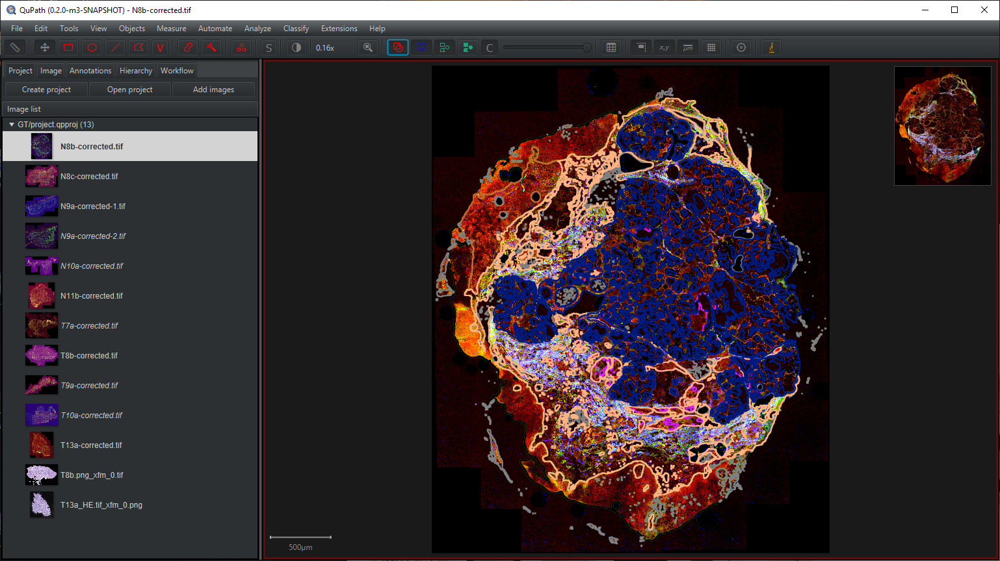 QuPath (0.2.0-m3-SNAPSHOT) - N8b-corrected.tif
File Edit Tools View Objects Measure Automate Analyze Classify Extensions Help
S 0.16x C x,y µm
Project Image Annotations Hierarchy Workflow
Create project Open project Add images
Image list
GT/project.qpproj (13)
N8b-corrected.tif
N8c-corrected.tif
N9a-corrected-1.tif
N9a-corrected-2.tif
N10a-corrected.tif
N11b-corrected.tif
T7a-corrected.tif
T8b-corrected.tif
T9a-corrected.tif
T10a-corrected.tif
T13a-corrected.tif
T8b.png_xfm_0.tif
T13a_HE.tif_xfm_0.png
500µm